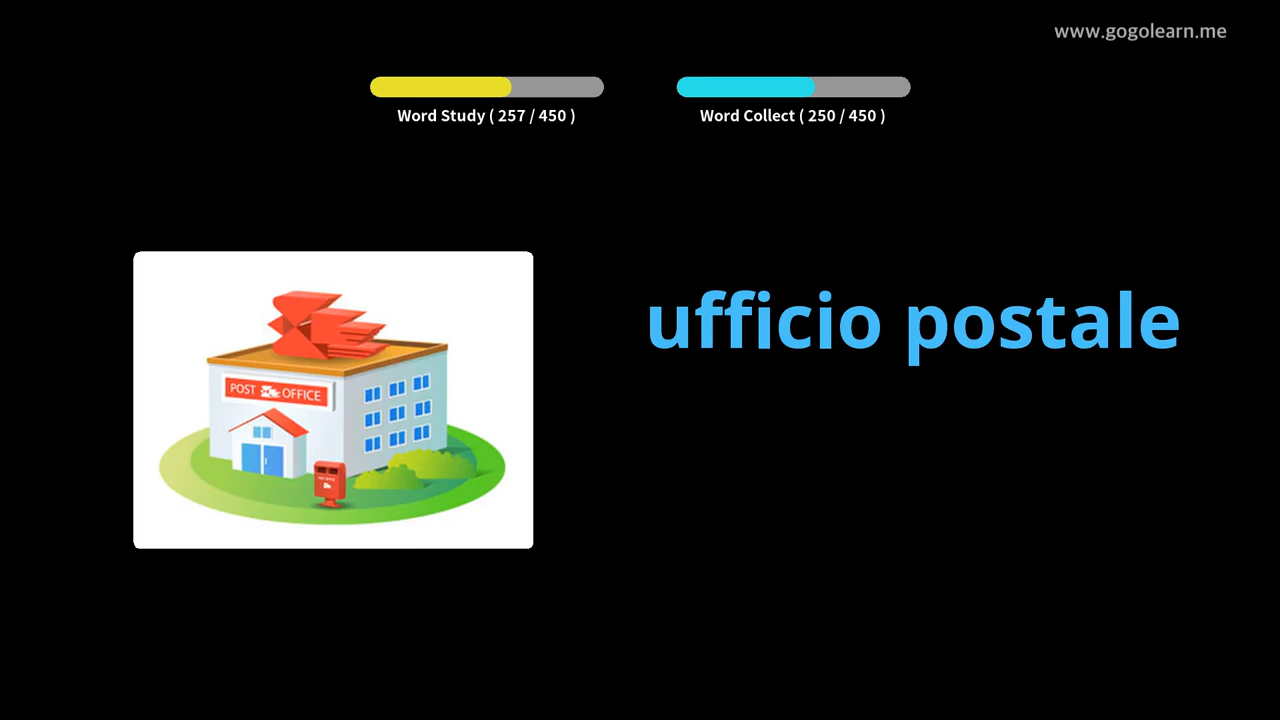 www.gogolearn.me
Word Study ( 257 / 450 )
Word Collect ( 250 / 450 )
ufficio postale
POST OFFICE